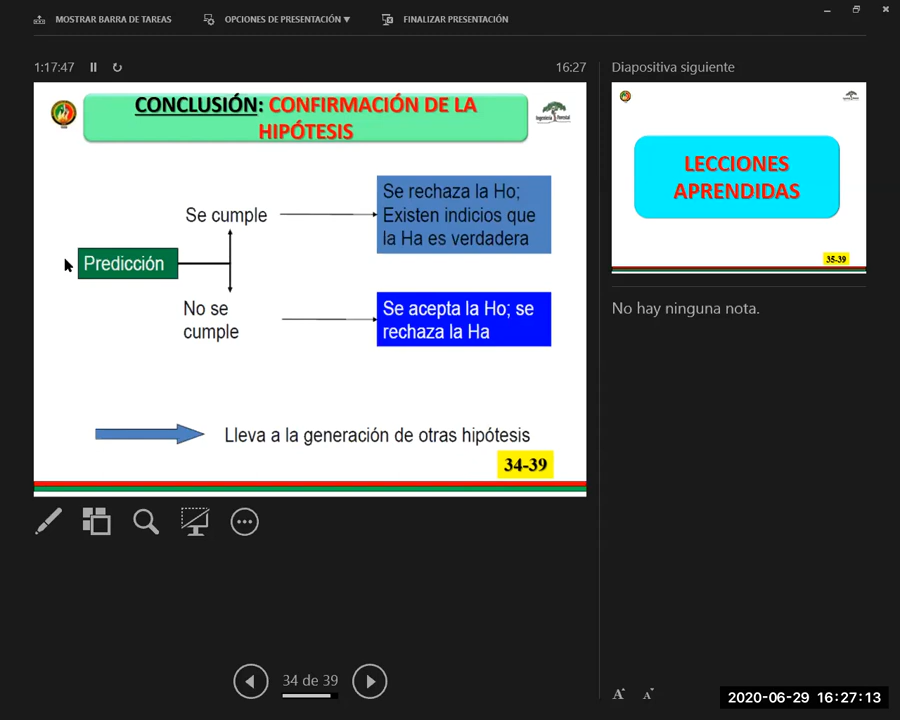 MOSTRAR BARRA DE TAREAS
OPCIONES DE PRESENTACIÓN ▼
FINALIZAR PRESENTACIÓN
1:17:47
16:27
CONCLUSIÓN: CONFIRMACIÓN DE LA
HIPÓTESIS
Ingeniería Forestal
Se cumple
Se rechaza la Ho;
Existen indicios que
la Ha es verdadera
Predicción
No se
cumple
Se acepta la Ho; se
rechaza la Ha
Lleva a la generación de otras hipótesis
34-39
Diapositiva siguiente
LECCIONES
APRENDIDAS
35-39
No hay ninguna nota.
34 de 39
A A
2020-06-29 16:27:13